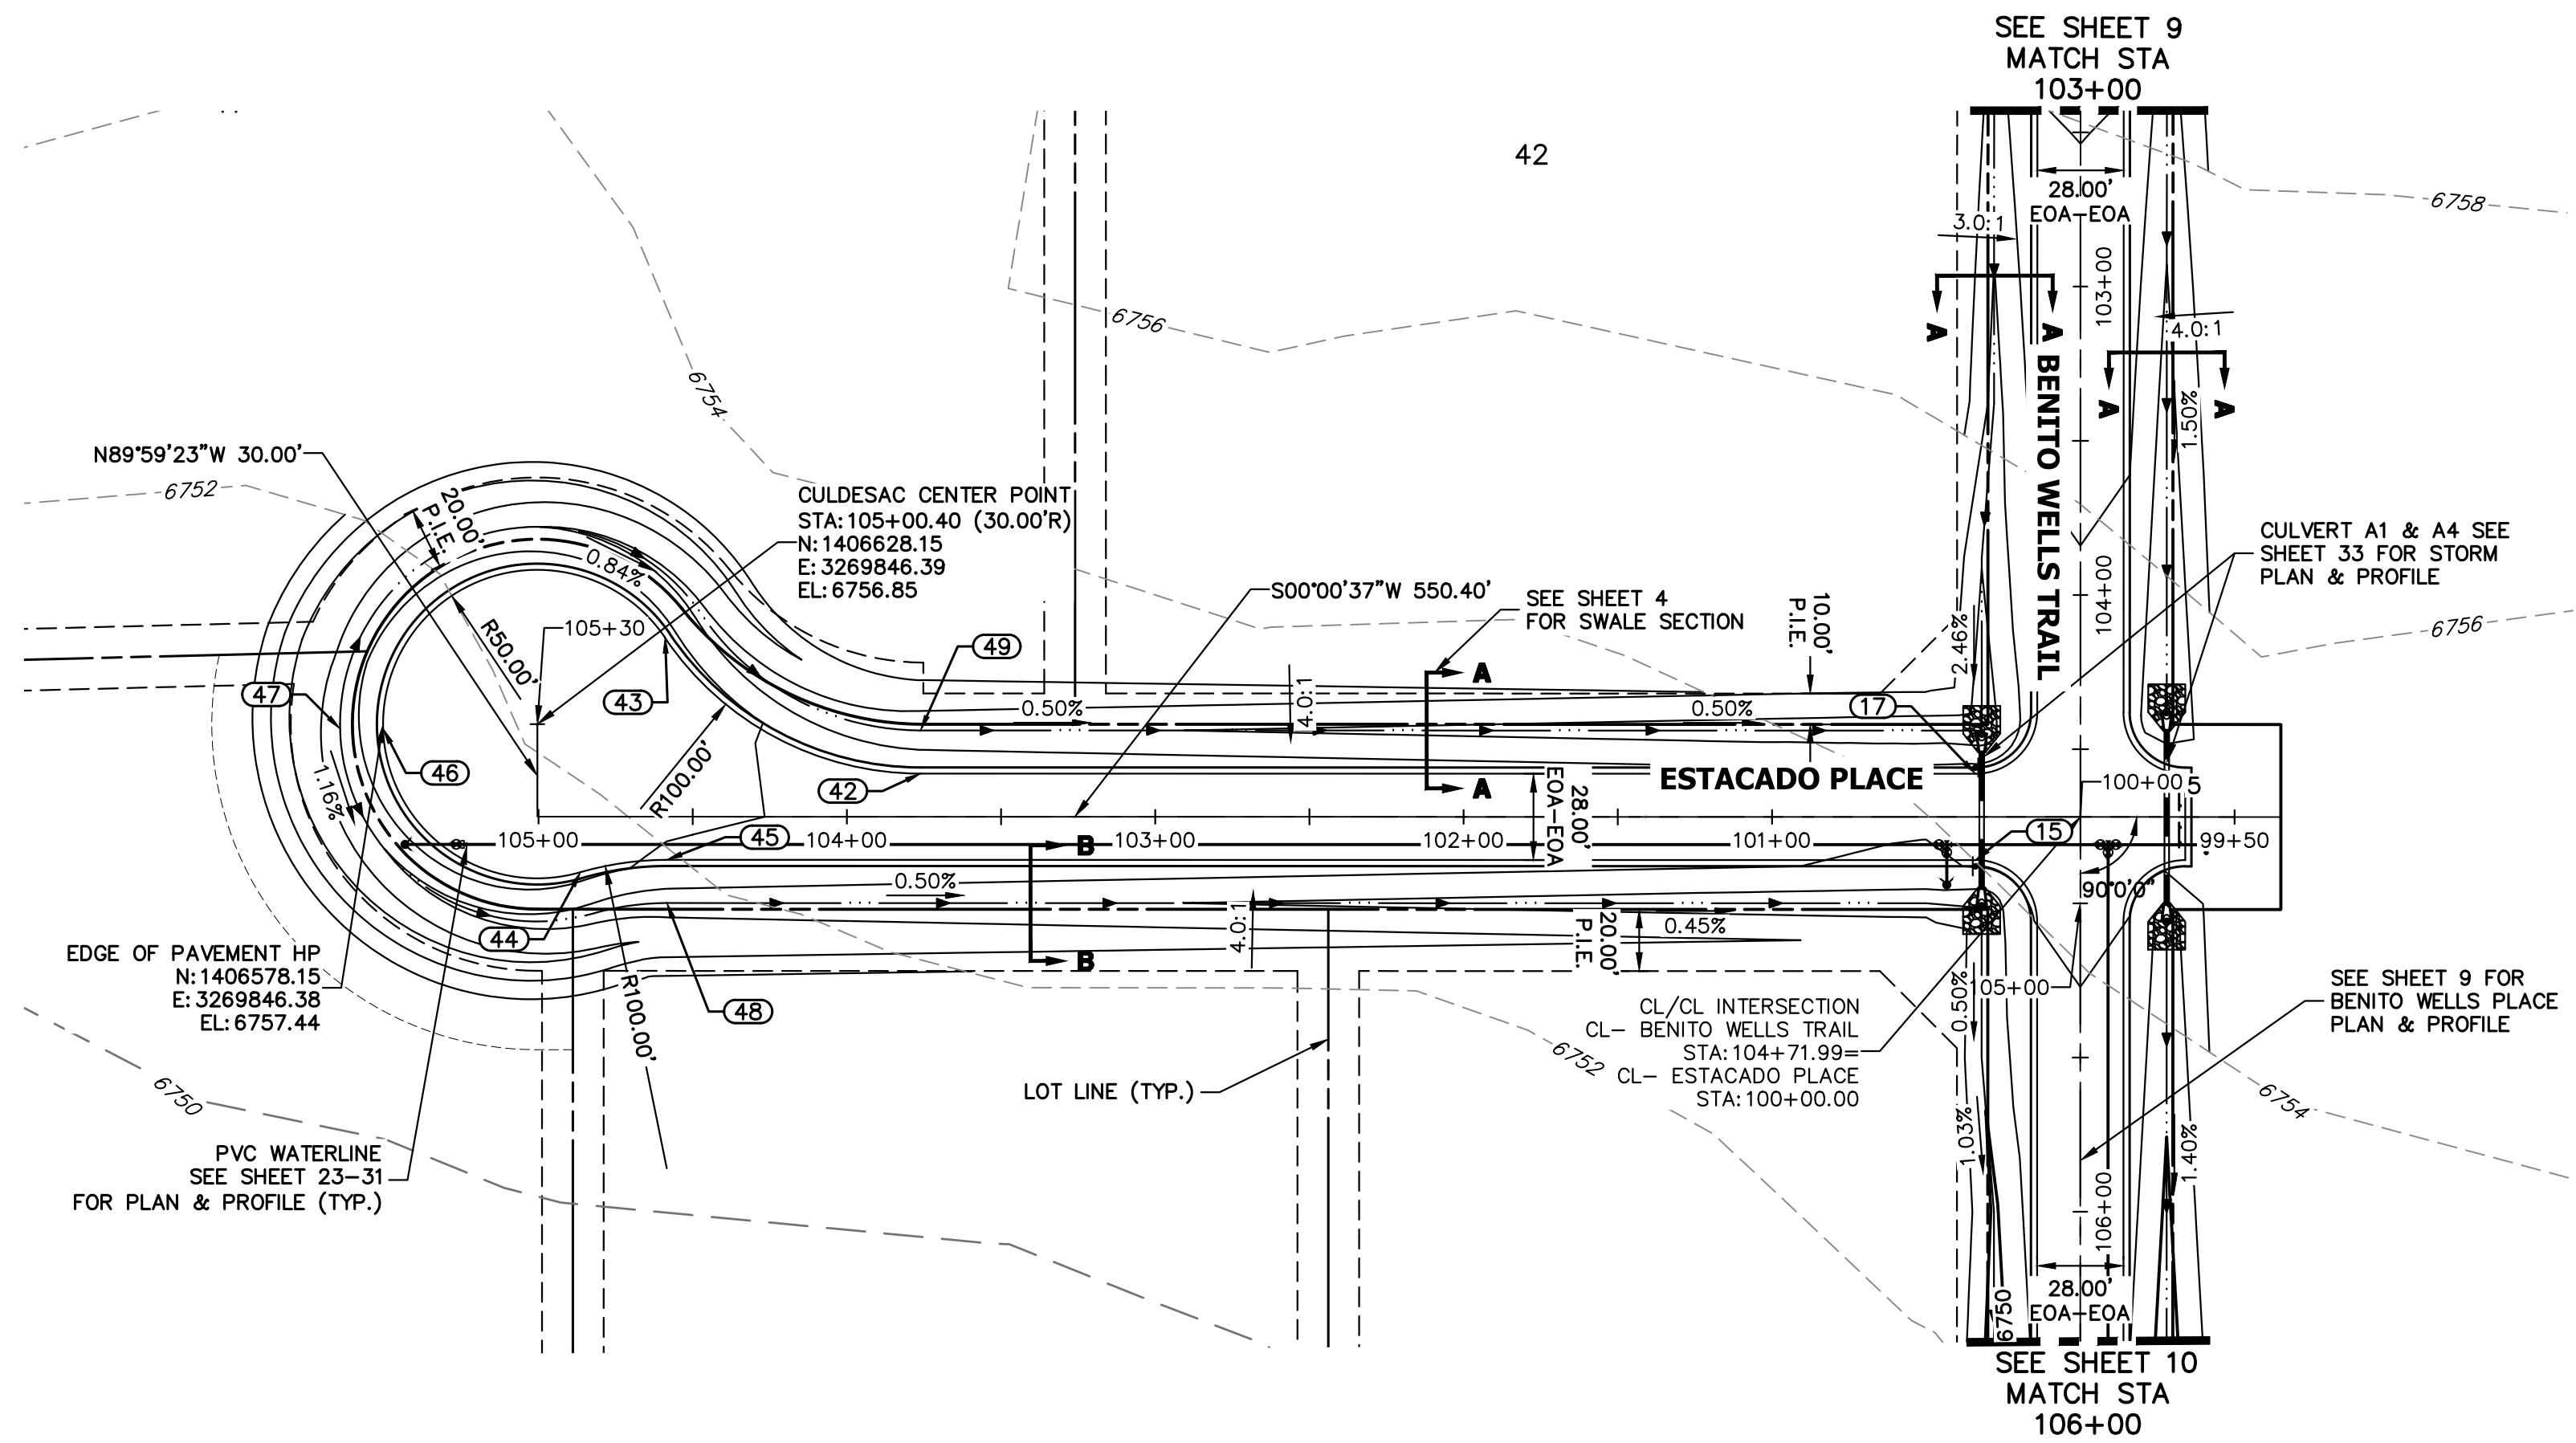 SEE SHEET 9
MATCH STA
103+00
42
28.00'
EOA-EOA
6758
3.0:1
103+00
6756
4.0:1
A
A
BENITO WELLS TRAIL
A
A
1.50%
6754
N89°59'23"W 30.00'
6752
20.00'
P.I.E.
CULDESAC CENTER POINT
STA:105+00.40 (30.00'R)
N:1406628.15
E:3269846.39
EL:6756.85
0.84%
CULVERT A1 & A4 SEE
SHEET 33 FOR STORM
PLAN & PROFILE
S00°00'37"W 550.40'
SEE SHEET 4
FOR SWALE SECTION
10.00'
P.I.E.
104+00
6756
R50.00'
105+30
49
2.46%
47
43
A
4.0:1
0.50%
0.50%
17
1.16%
46
R100.00'
42
A
EOA-EOA
28.00'
ESTACADO PLACE
100+00
5
105+00
45
104+00
B
103+00
102+00
101+00
15
99+50
0.50%
90°0'0"
44
4.0:1
20.00'
P.I.E.
0.45%
EDGE OF PAVEMENT HP
N:1406578.15
E:3269846.38
EL:6757.44
B
R100.00'
48
0.50%
105+00
CL/CL INTERSECTION
CL- BENITO WELLS TRAIL
STA:104+71.99=
CL- ESTACADO PLACE
STA:100+00.00
SEE SHEET 9 FOR
BENITO WELLS PLACE
PLAN & PROFILE
6752
LOT LINE (TYP.)
6750
6754
1.03%
1.40%
PVC WATERLINE
SEE SHEET 23-31
FOR PLAN & PROFILE (TYP.)
106+00
6750
28.00'
EOA-EOA
SEE SHEET 10
MATCH STA
106+00